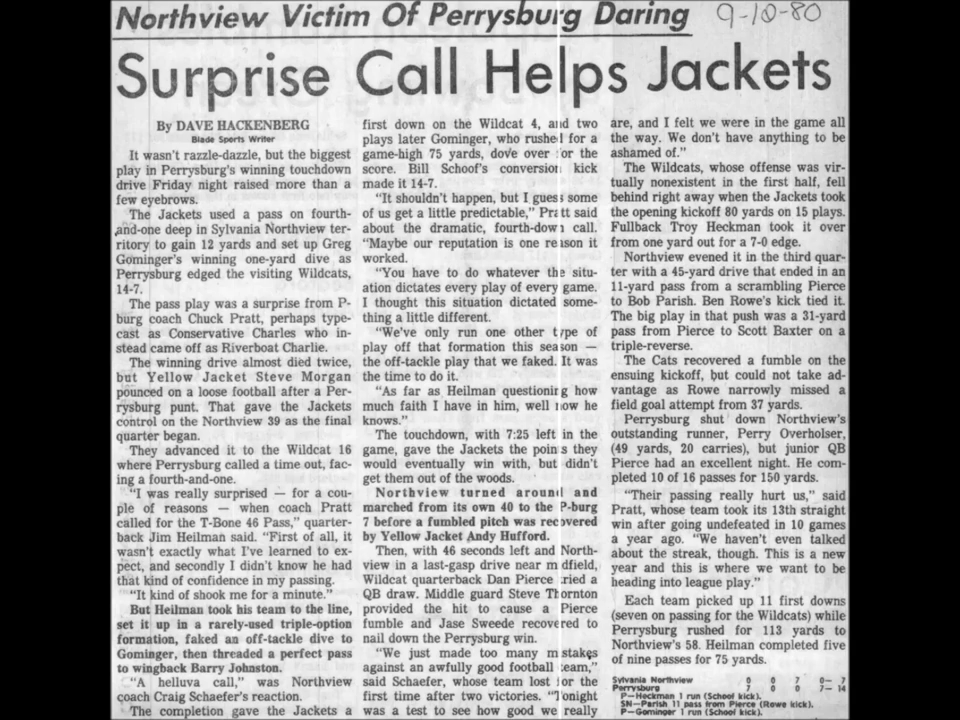 Northview Victim Of Perrysburg Daring
9-10-80
Surprise Call Helps Jackets
By DAVE HACKENBERG
Blade Sports Writer
It wasn't razzle-dazzle, but the biggest
play in Perrysburg's winning touchdown
drive Friday night raised more than a
few eyebrows.
The Jackets used a pass on fourth-
and-one deep in Sylvania Northview ter-
ritory to gain 12 yards and set up Greg
Gominger's winning one-yard dive as
Perrysburg edged the visiting Wildcats,
14-7.
The pass play was a surprise from P-
burg coach Chuck Pratt, perhaps type-
cast as Conservative Charles who in-
stead came off as Riverboat Charlie.
The winning drive almost died twice,
but Yellow Jacket Steve Morgan
pounced on a loose football after a Per-
rysburg punt. That gave the Jackets
control on the Northview 39 as the final
quarter began.
They advanced it to the Wildcat 16
where Perrysburg called a time out, fac-
ing a fourth-and-one.
"I was really surprised — for a cou-
ple of reasons — when coach Pratt
called for the T-Bone 46 Pass," quarter-
back Jim Heilman said. "First of all, it
wasn't exactly what I've learned to ex-
pect, and secondly I didn't know he had
that kind of confidence in my passing.
"It kind of shook me for a minute."
But Heilman took his team to the line,
set it up in a rarely-used triple-option
formation, faked an off-tackle dive to
Gominger, then threaded a perfect pass
to wingback Barry Johnston.
"A helluva call," was Northview
coach Craig Schaefer's reaction.
The completion gave the Jackets a
first down on the Wildcat 4, and two
plays later Gominger, who rushed for a
game-high 75 yards, dove over for the
score. Bill Schoof's conversion kick
made it 14-7.
"It shouldn't happen, but I guess some
of us get a little predictable," Pratt said
about the dramatic, fourth-down call.
"Maybe our reputation is one reason it
worked.
"You have to do whatever the situ-
ation dictates every play of every game.
I thought this situation dictated some-
thing a little different.
"We've only run one other type of
play off that formation this season —
the off-tackle play that we faked. It was
the time to do it.
"As far as Heilman questioning how
much faith I have in him, well now he
knows."
The touchdown, with 7:25 left in the
game, gave the Jackets the points they
would eventually win with, but didn't
get them out of the woods.
Northview turned around and
marched from its own 40 to the P-burg
7 before a fumbled pitch was recovered
by Yellow Jacket Andy Hufford.
Then, with 46 seconds left and North-
view in a last-gasp drive near midfield,
Wildcat quarterback Dan Pierce tried a
QB draw. Middle guard Steve Thornton
provided the hit to cause a Pierce
fumble and Jase Sweede recovered to
nail down the Perrysburg win.
"We just made too many mistakes
against an awfully good football team,"
said Schaefer, whose team lost for the
first time after two victories. "Tonight
was a test to see how good we really
are, and I felt we were in the game all
the way. We don't have anything to be
ashamed of."
The Wildcats, whose offense was vir-
tually nonexistent in the first half, fell
behind right away when the Jackets took
the opening kickoff 80 yards on 15 plays.
Fullback Troy Heckman took it over
from one yard out for a 7-0 edge.
Northview evened it in the third quar-
ter with a 45-yard drive that ended in an
11-yard pass from a scrambling Pierce
to Bob Parish. Ben Rowe's kick tied it.
The big play in that push was a 31-yard
pass from Pierce to Scott Baxter on a
triple-reverse.
The Cats recovered a fumble on the
ensuing kickoff, but could not take ad-
vantage as Rowe narrowly missed a
field goal attempt from 37 yards.
Perrysburg shut down Northview's
outstanding runner, Perry Overholser,
(49 yards, 20 carries), but junior QB
Pierce had an excellent night. He com-
pleted 10 of 16 passes for 150 yards.
"Their passing really hurt us," said
Pratt, whose team took its 13th straight
win after going undefeated in 10 games
a year ago. "We haven't even talked
about the streak, though. This is a new
year and this is where we want to be
heading into league play."
Each team picked up 11 first downs
(seven on passing for the Wildcats) while
Perrysburg rushed for 113 yards to
Northview's 58. Heilman completed five
of nine passes for 75 yards.
Sylvania Northview 0 0 7 0— 7
Perrysburg 7 0 0 7— 14
P—Heckman 1 run (School kick).
SN—Parish 11 pass from Pierce (Rowe kick).
P—Gominger 1 run (School kick).